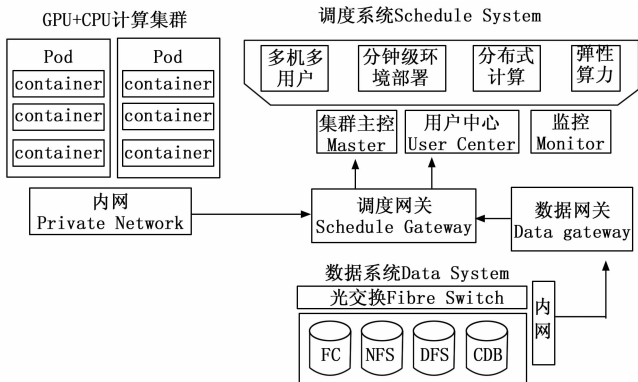 GPU+CPU计算集群
Pod
container
container
container
Pod
container
container
container
调度系统Schedule System
多机多
用户
分钟级环
境部署
分布式
计算
弹性
算力
集群主控
Master
用户中心
User Center
监控
Monitor
内网
Private Network
调度网关
Schedule Gateway
数据网关
Data gateway
数据系统Data System
光交换Fibre Switch
内
网
FC
NFS
DFS
CDB